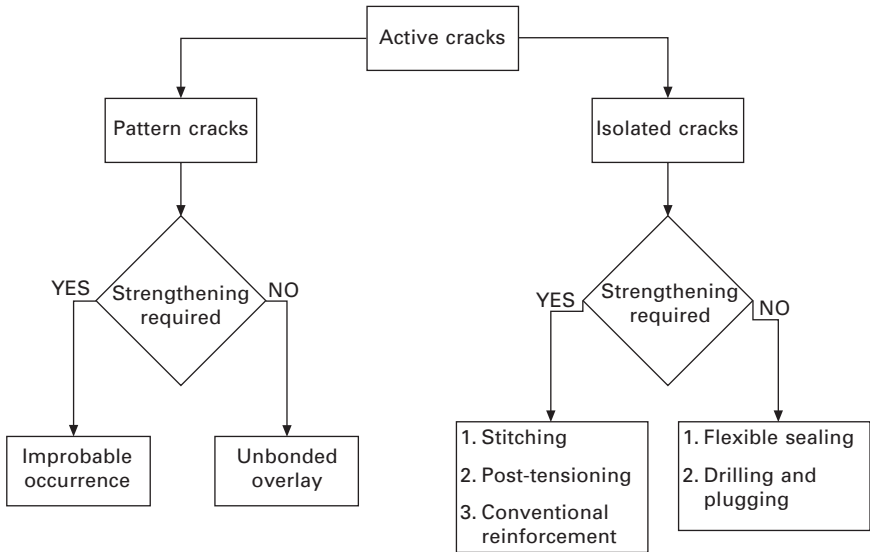 Active cracks
Pattern cracks
Isolated cracks
YES
Strengthening
required
NO
YES
Strengthening
required
NO
Improbable
occurrence
Unbonded
overlay
1. Stitching
2. Post-tensioning
3. Conventional
reinforcement
1. Flexible sealing
2. Drilling and
plugging